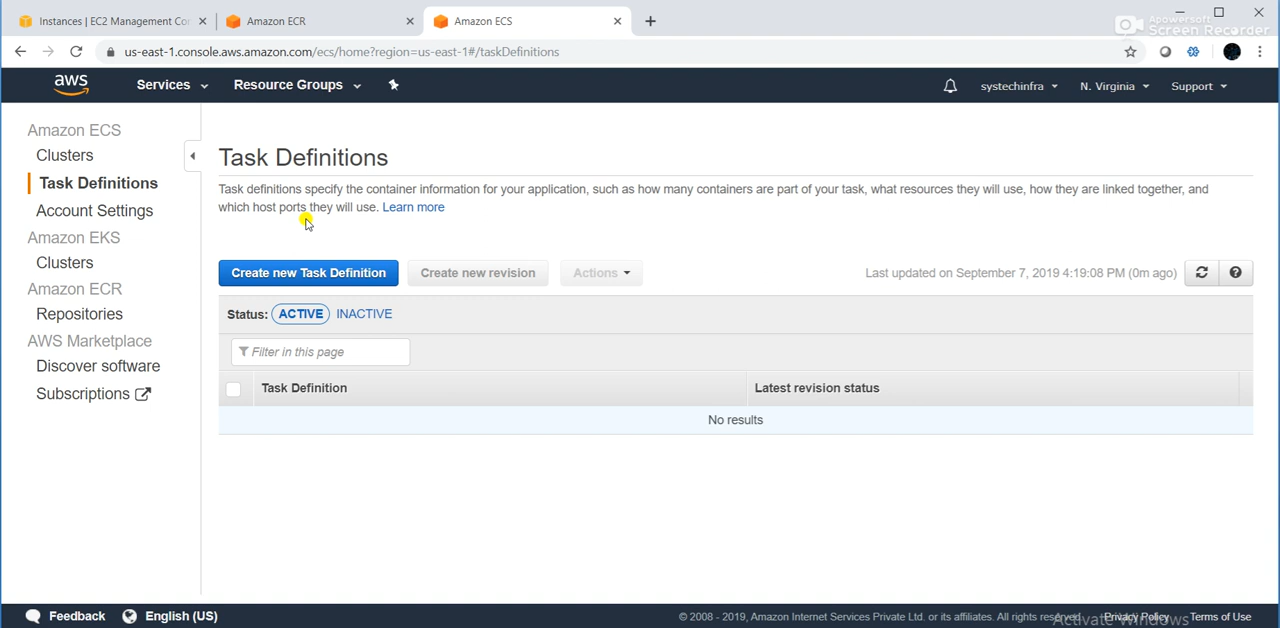 Instances | EC2 Management Co
Amazon ECR
Amazon ECS
Apowersoft
Screen Recorder
us-east-1.console.aws.amazon.com/ecs/home?region=us-east-1#/taskDefinitions
aws
Services
Resource Groups
systechinfra
N. Virginia
Support
Amazon ECS
Clusters
Task Definitions
Account Settings
Amazon EKS
Clusters
Amazon ECR
Repositories
AWS Marketplace
Discover software
Subscriptions
Task Definitions
Task definitions specify the container information for your application, such as how many containers are part of your task, what resources they will use, how they are linked together, and
which host ports they will use. Learn more
Create new Task Definition
Create new revision
Actions
Last updated on September 7, 2019 4:19:08 PM (0m ago)
Status: ACTIVE INACTIVE
Filter in this page
Task Definition
Latest revision status
No results
Feedback
English (US)
© 2008 - 2019, Amazon Internet Services Private Ltd. or its affiliates. All rights reserved.
Privacy Policy
Terms of Use
Activate Windows